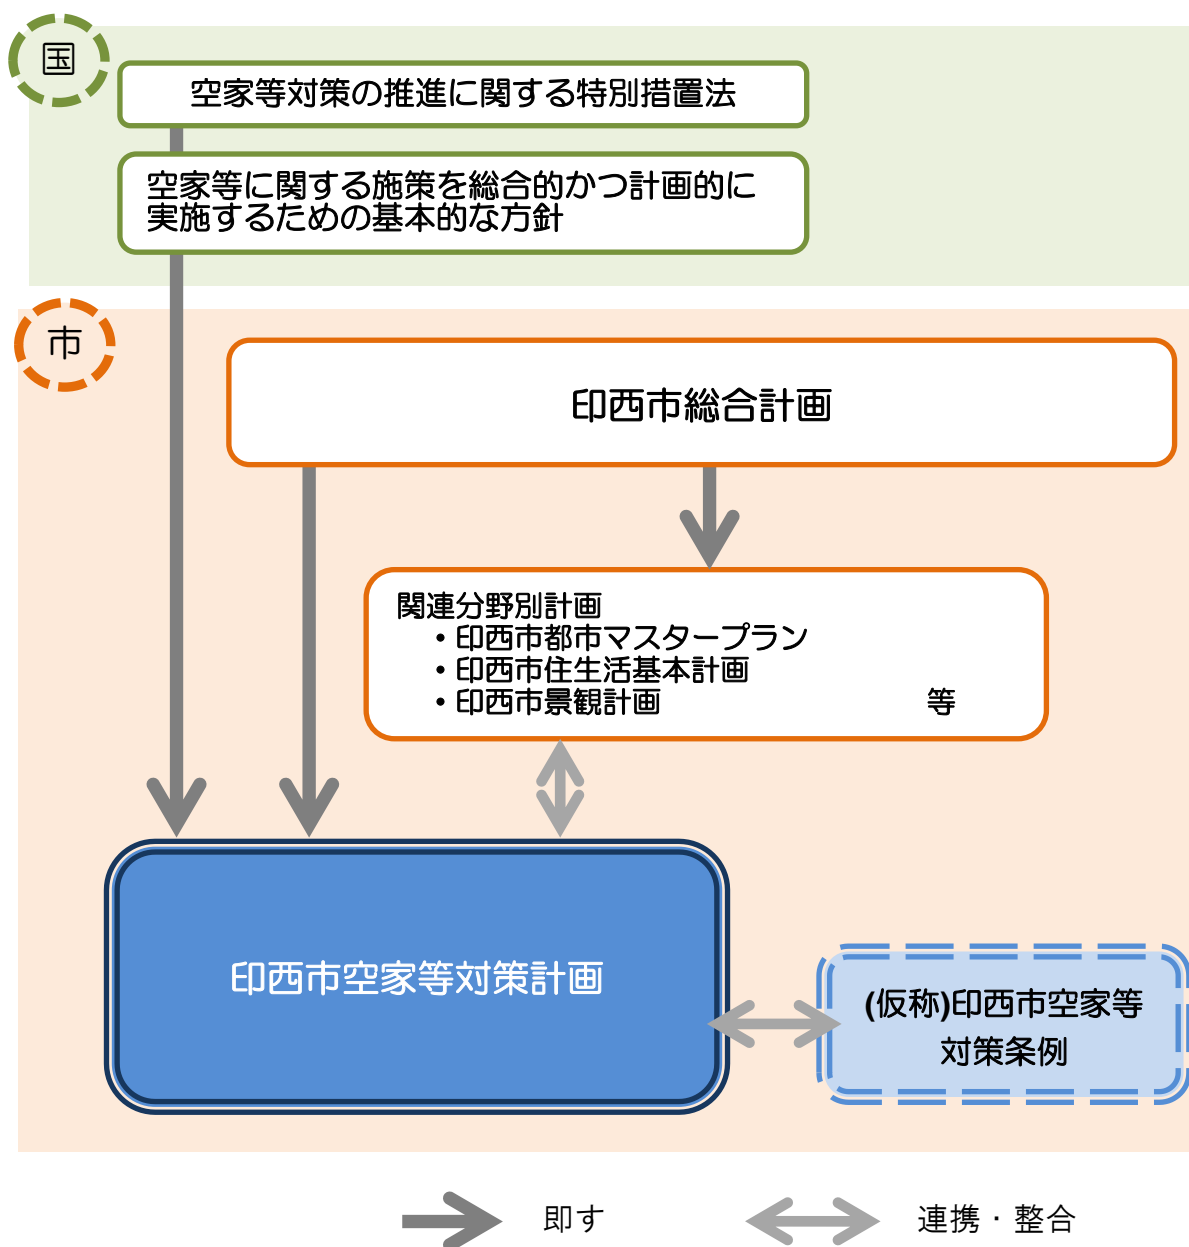 国
空家等対策の推進に関する特別措置法
空家等に関する施策を総合的かつ計画的に
実施するための基本的な方針
市
印西市総合計画
関連分野別計画
・印西市都市マスタープラン
・印西市住生活基本計画
・印西市景観計画 等
印西市空家等対策計画
(仮称)印西市空家等
対策条例
即す
連携・整合